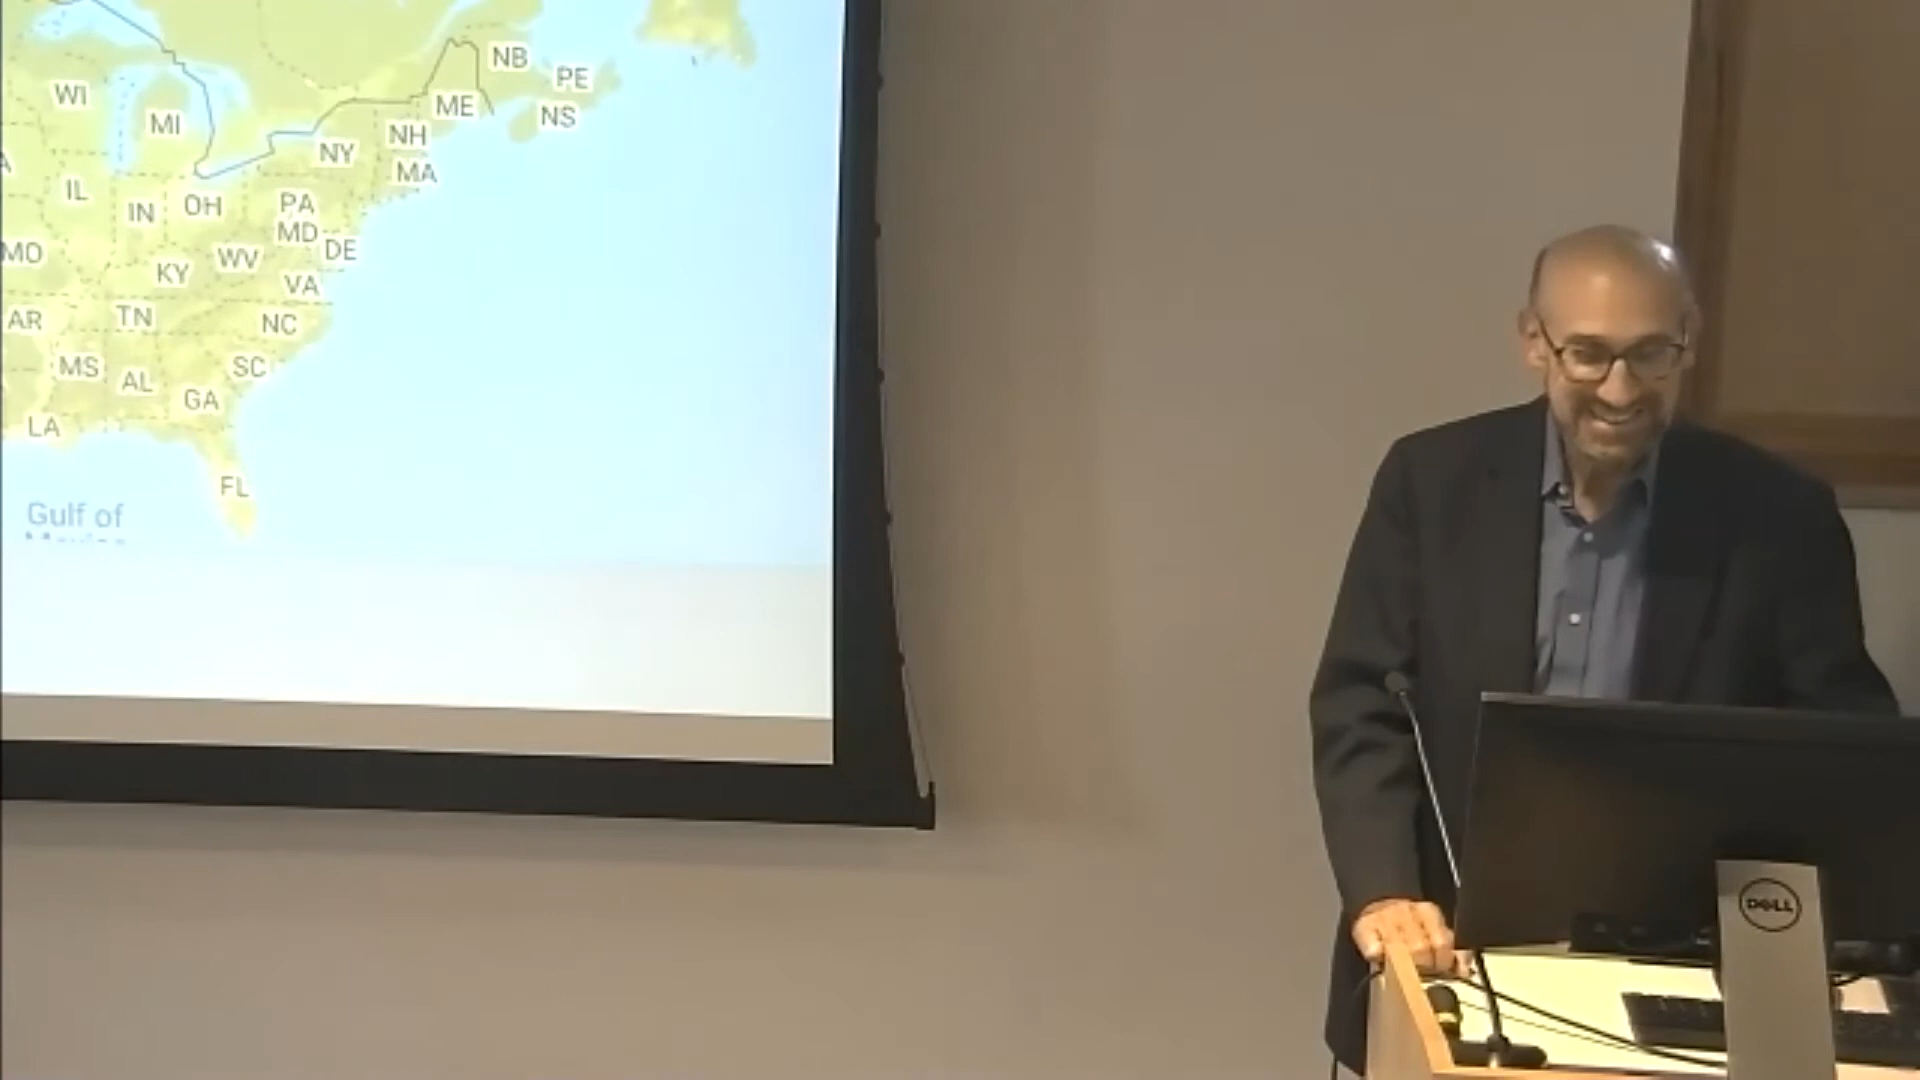 NB
PE
WI
ME
NS
MI
NH
NY
MA
IL
IN
OH
PA
MD
DE
MO
WV
KY
VA
AR
TN
NC
MS
AL
SC
GA
LA
FL
Gulf of
DELL